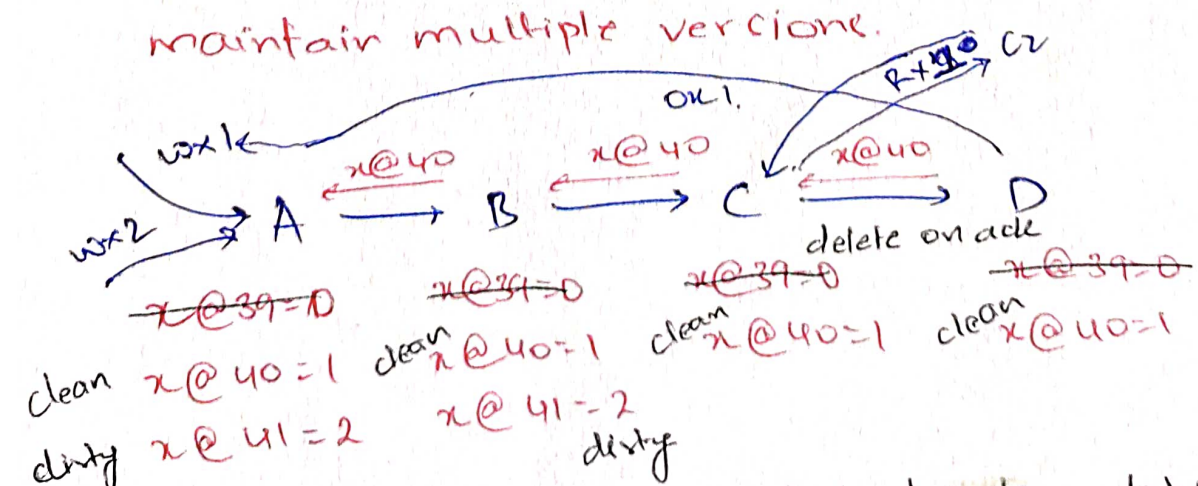 maintain multiple vercions.
C2
ok 1.
wx1
x@40 x@40 x@40
A B C D
wx2
delete on ack
x@39=0 x@39=0 x@39=0 x@39=0
clean x@40=1 clean x@40=1 clean x@40=1 clean x@40=1
dirty x@41=2 x@41=2
dirty